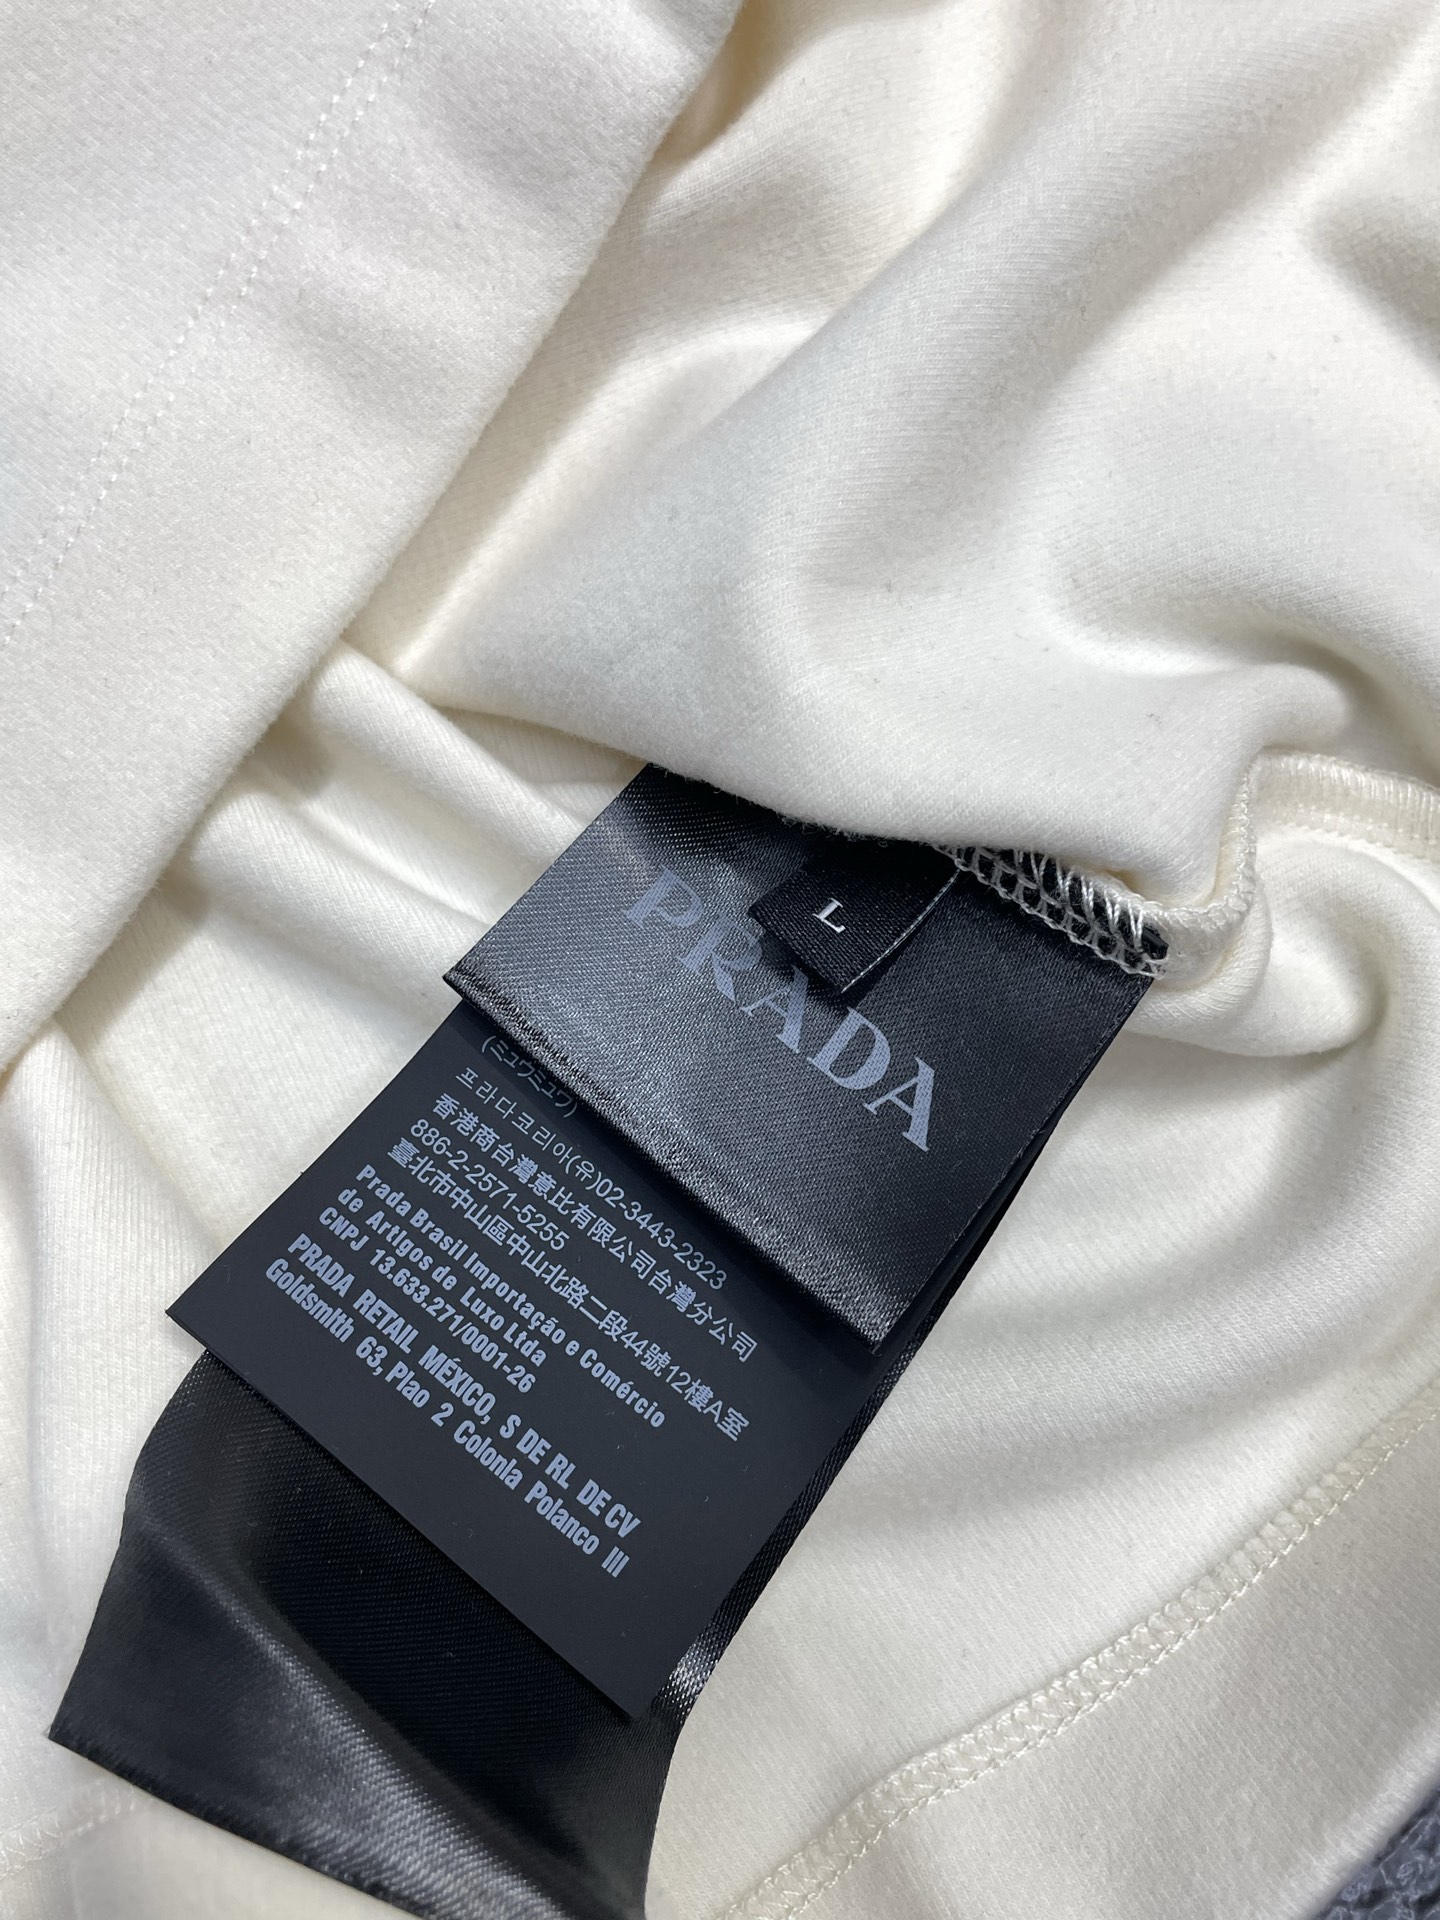 L
PRADA
(ミュウミュウ)
프라다코리아(유)02-3443-2323
香港商台灣意比有限公司台灣分公司
886-2-2571-5255
臺北市中山區中山北路二段44號12樓A室
Prada Brasil Importação e Comércio
de Artigos de Luxo Ltda
CNPJ 13.633.271/0001-26
PRADA RETAIL MÉXICO, S DE RL DE CV
Goldsmith 63, Plao 2 Colonia Polanco III